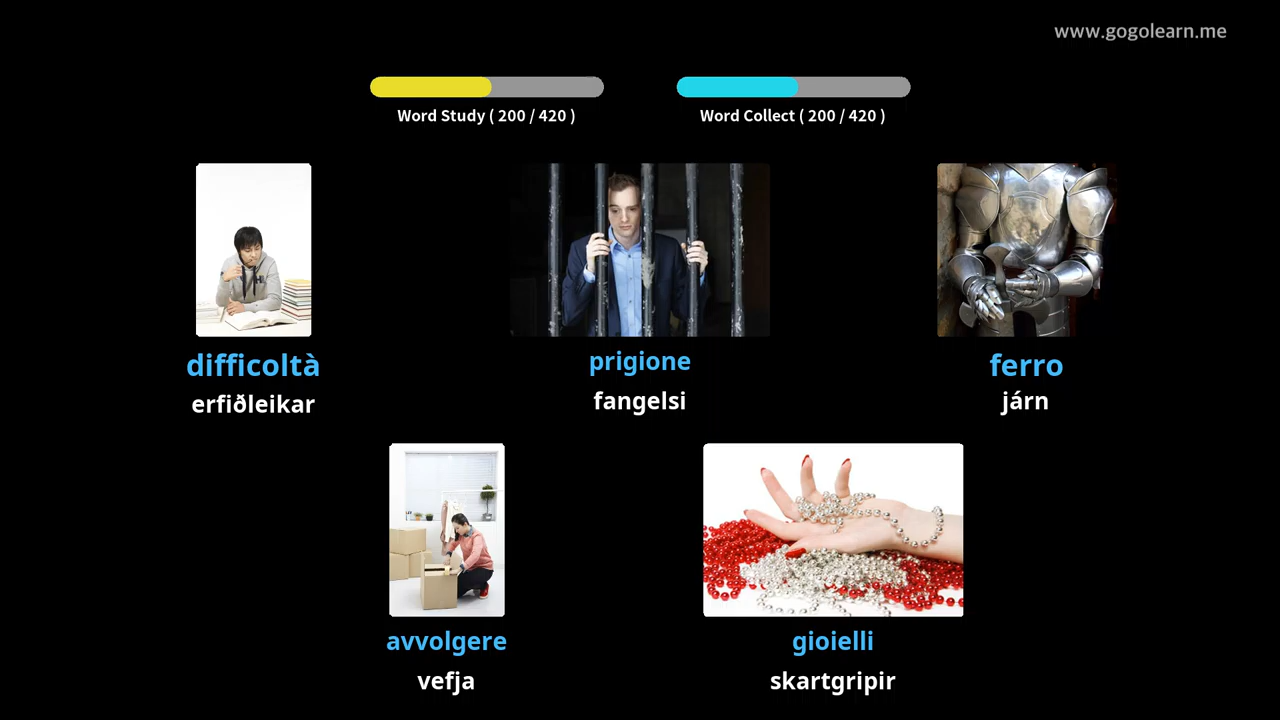 www.gogolearn.me
Word Study ( 200 / 420 )
Word Collect ( 200 / 420 )
difficoltà
erfiðleikar
prigione
fangelsi
ferro
járn
avvolgere
vefja
gioielli
skartgripir